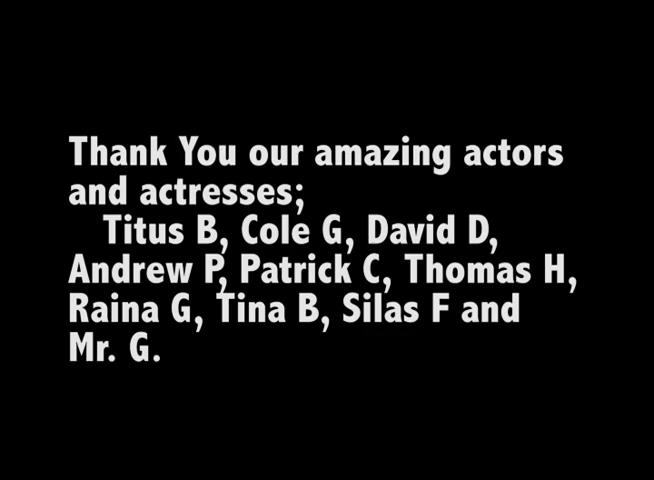 Thank You our amazing actors
and actresses;
Titus B, Cole G, David D,
Andrew P, Patrick C, Thomas H,
Raina G, Tina B, Silas F and
Mr. G.